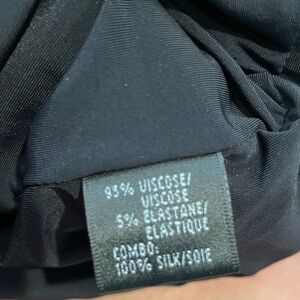 95% VISCOSE/
VISCOSE
5% ELASTANE/
ELASTIQUE
COMBO:
100% SILK/SOIE